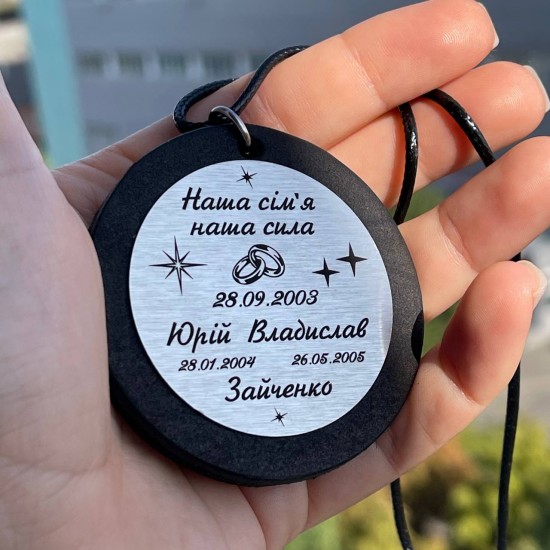 Наша сім`я
наша сила
28.09.2003
Юрій Владислав
28.01.2004 26.05.2005
Зайченко